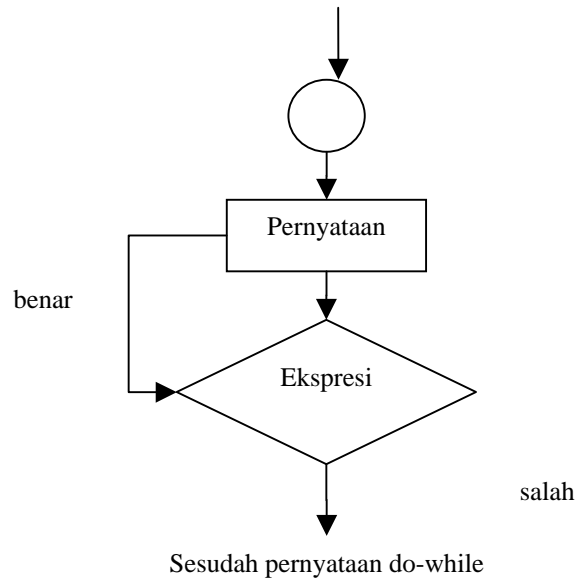 Pernyataan
benar
Ekspresi
salah
Sesudah pernyataan do-while